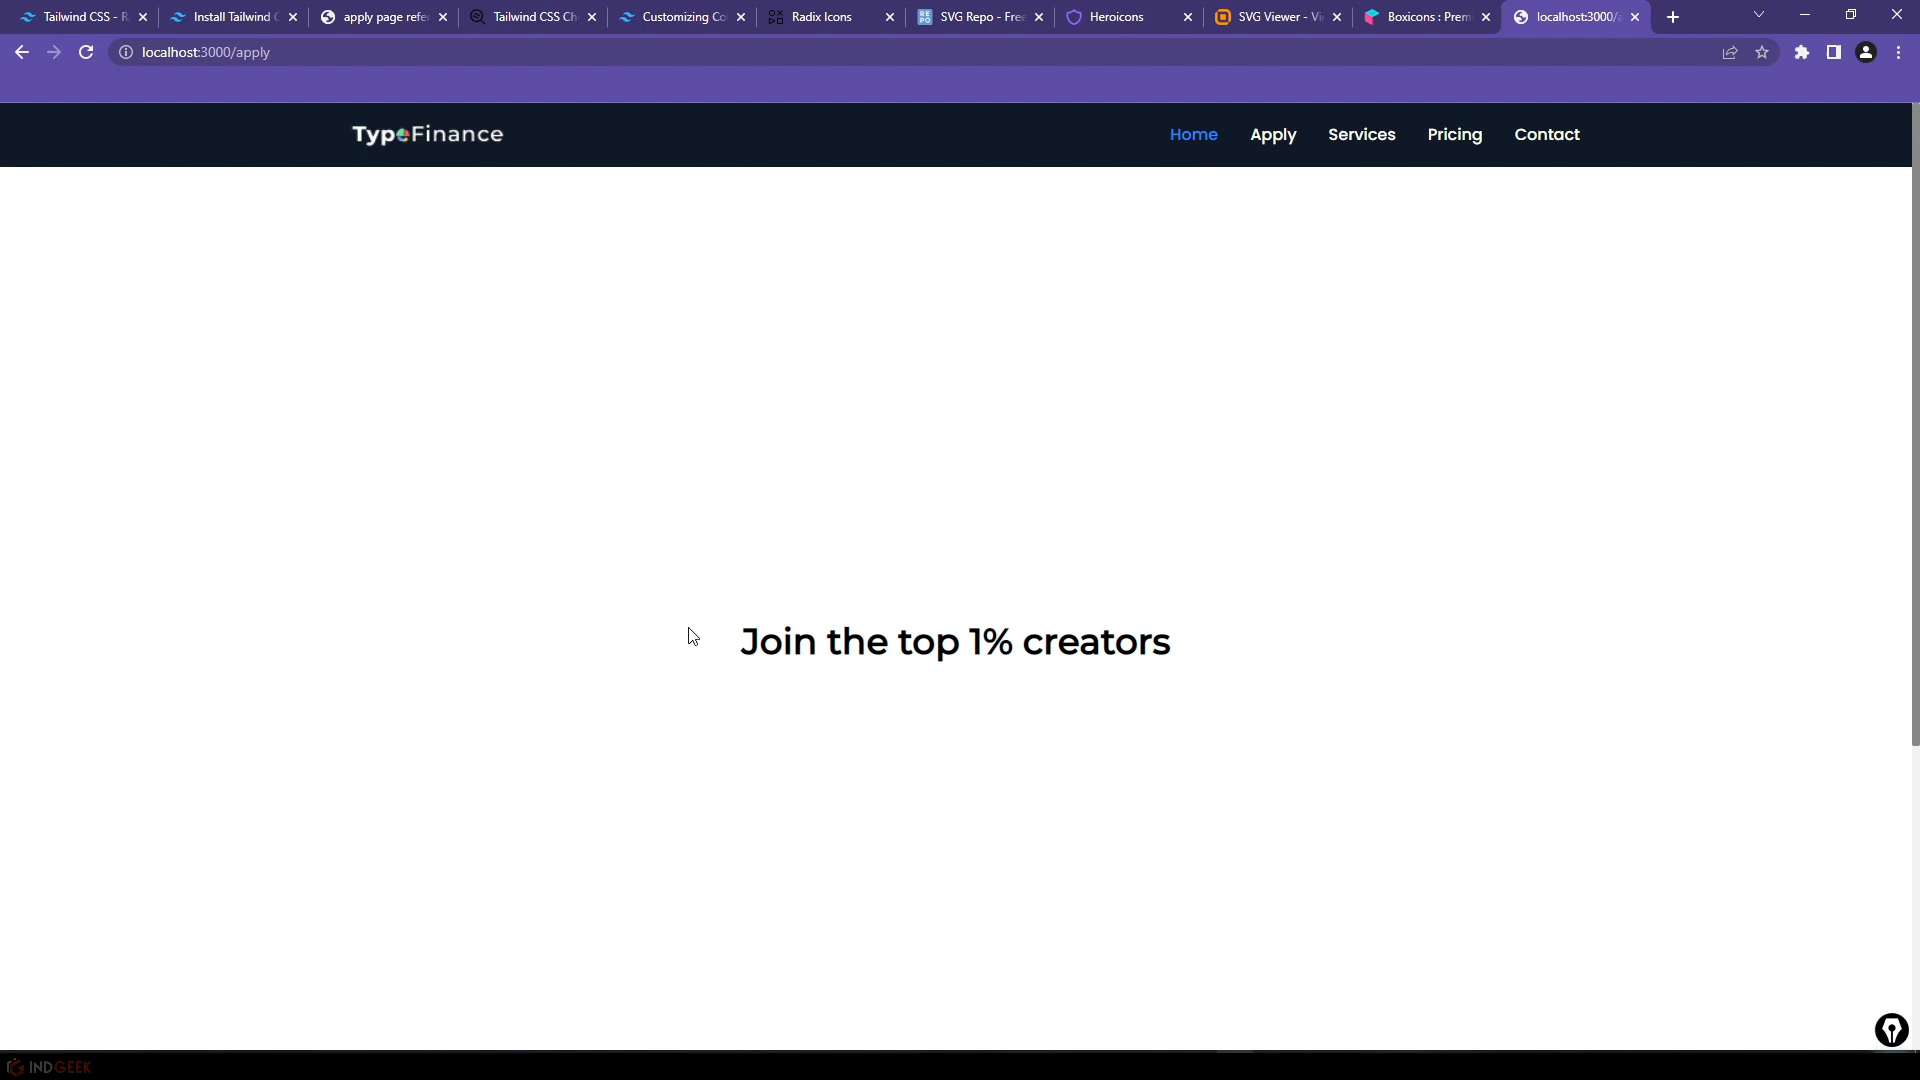 Tailwind CSS - R
Install Tailwind C
apply page refe
Tailwind CSS Ch
Customizing Co
Radix Icons
SVG Repo - Free
Heroicons
SVG Viewer - Vi
Boxicons : Prem
localhost:3000/a
localhost:3000/apply
TypeFinance
Home
Apply
Services
Pricing
Contact
Join the top 1% creators
INDGEEK